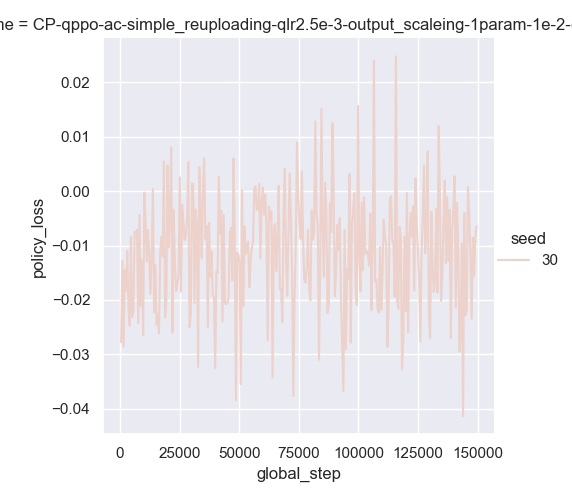 ne = CP-qppo-ac-simple_reuploading-qlr2.5e-3-output_scaleing-1param-1e-2-
0.02
0.01
0.00
−0.01
−0.02
−0.03
−0.04
policy_loss
0 25000 50000 75000 100000 125000 150000
global_step
seed
30